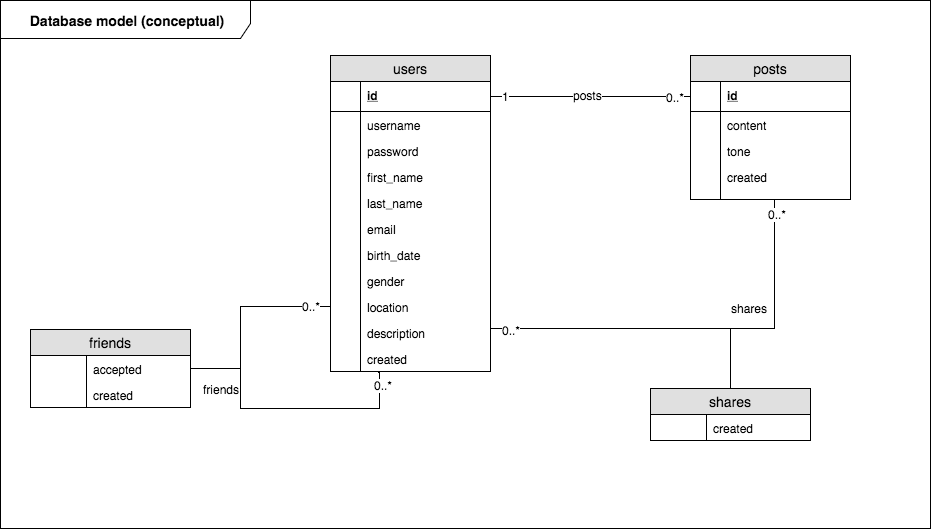 Database model (conceptual)
users
id
username
password
first_name
last_name
email
birth_date
gender
location
description
created
1
posts
0..*
posts
id
content
tone
created
0..*
shares
0..*
shares
created
0..*
0..*
friends
friends
accepted
created